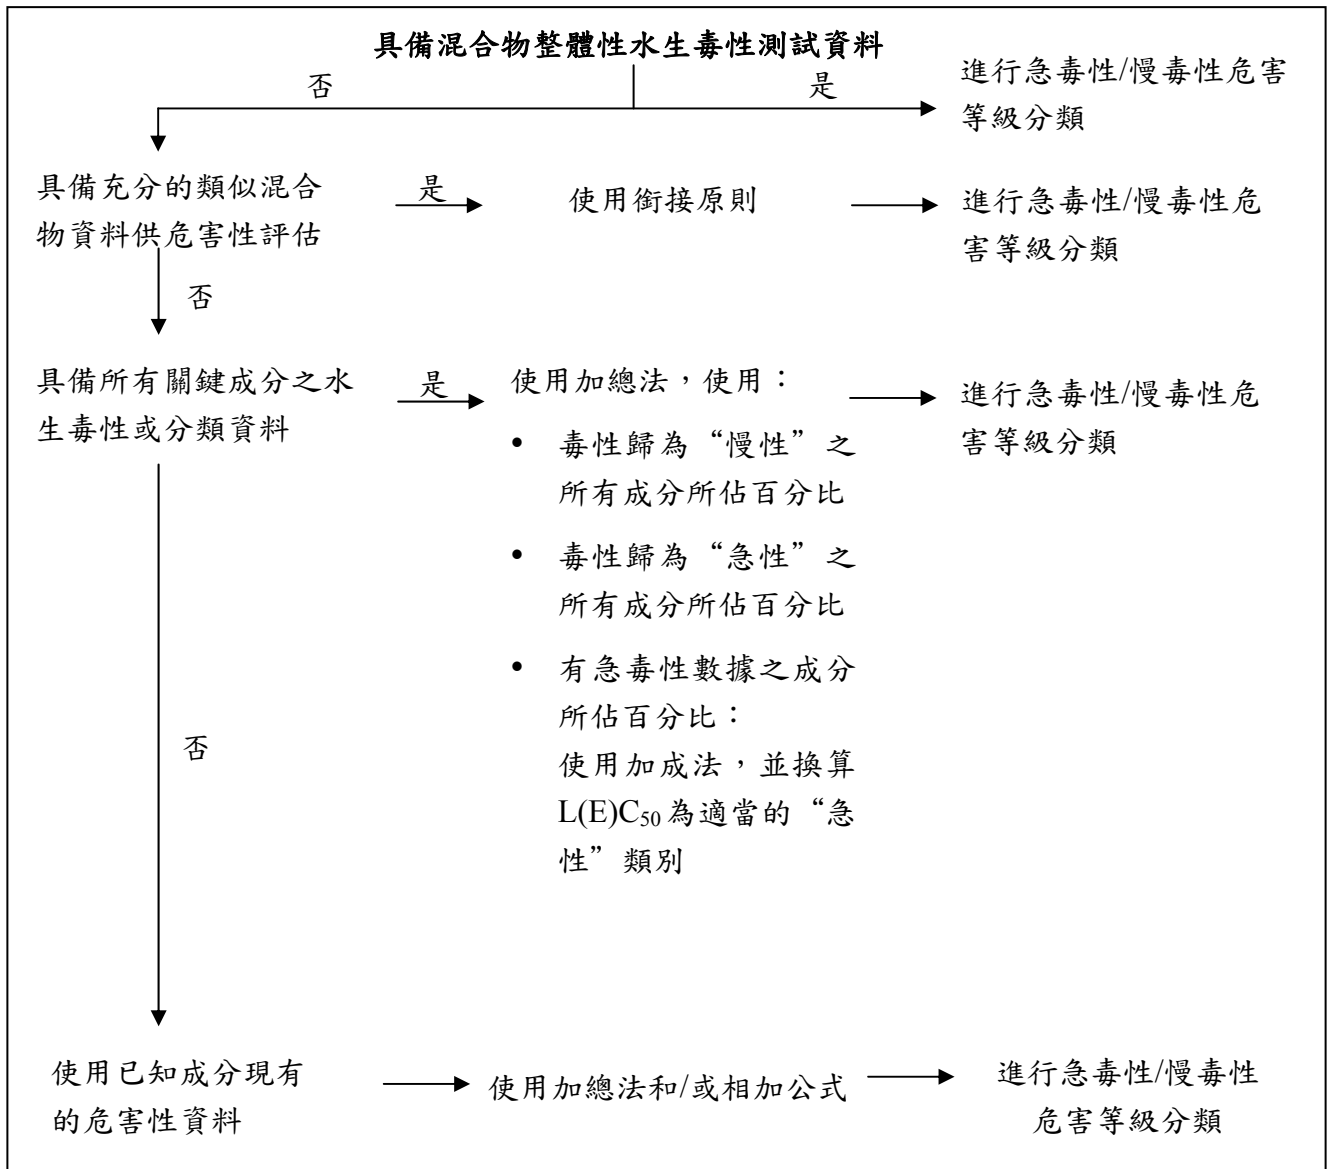 具備混合物整體性水生毒性測試資料
否
是
進行急毒性/慢毒性危害
等級分類
具備充分的類似混合
物資料供危害性評估
是
使用銜接原則
進行急毒性/慢毒性危
害等級分類
否
具備所有關鍵成分之水
生毒性或分類資料
是
使用加總法，使用：
• 毒性歸為“慢性”之
所有成分所佔百分比
• 毒性歸為“急性”之
所有成分所佔百分比
• 有急毒性數據之成分
所佔百分比：
使用加成法，並換算
L(E)C₅₀為適當的“急
性”類別
進行急毒性/慢毒性危
害等級分類
否
使用已知成分現有
的危害性資料
使用加總法和/或相加公式
進行急毒性/慢毒性
危害等級分類